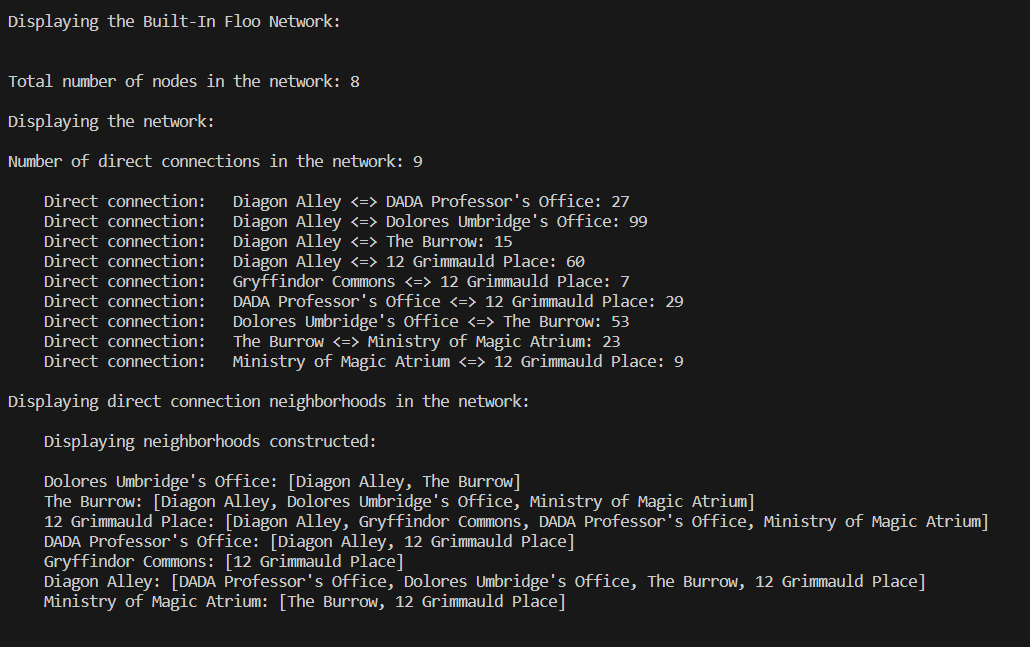 Displaying the Built-In Floo Network:
Total number of nodes in the network: 8
Displaying the network:
Number of direct connections in the network: 9
Direct connection:   Diagon Alley <=> DADA Professor's Office: 27
Direct connection:   Diagon Alley <=> Dolores Umbridge's Office: 99
Direct connection:   Diagon Alley <=> The Burrow: 15
Direct connection:   Diagon Alley <=> 12 Grimmauld Place: 60
Direct connection:   Gryffindor Commons <=> 12 Grimmauld Place: 7
Direct connection:   DADA Professor's Office <=> 12 Grimmauld Place: 29
Direct connection:   Dolores Umbridge's Office <=> The Burrow: 53
Direct connection:   The Burrow <=> Ministry of Magic Atrium: 23
Direct connection:   Ministry of Magic Atrium <=> 12 Grimmauld Place: 9
Displaying direct connection neighborhoods in the network:
Displaying neighborhoods constructed:
Dolores Umbridge's Office: [Diagon Alley, The Burrow]
The Burrow: [Diagon Alley, Dolores Umbridge's Office, Ministry of Magic Atrium]
12 Grimmauld Place: [Diagon Alley, Gryffindor Commons, DADA Professor's Office, Ministry of Magic Atrium]
DADA Professor's Office: [Diagon Alley, 12 Grimmauld Place]
Gryffindor Commons: [12 Grimmauld Place]
Diagon Alley: [DADA Professor's Office, Dolores Umbridge's Office, The Burrow, 12 Grimmauld Place]
Ministry of Magic Atrium: [The Burrow, 12 Grimmauld Place]